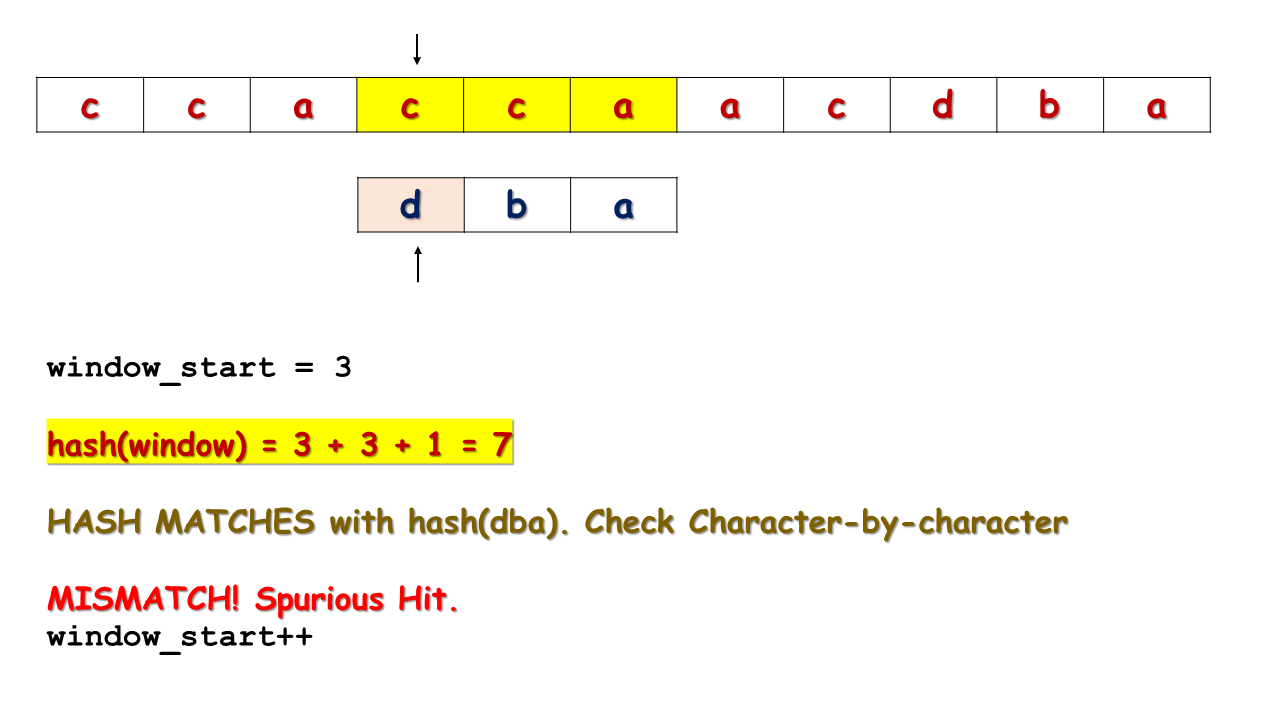 c c a c c a a c d b a
d b a
window_start = 3
hash(window) = 3 + 3 + 1 = 7
HASH MATCHES with hash(dba). Check Character-by-character
MISMATCH! Spurious Hit.
window_start++